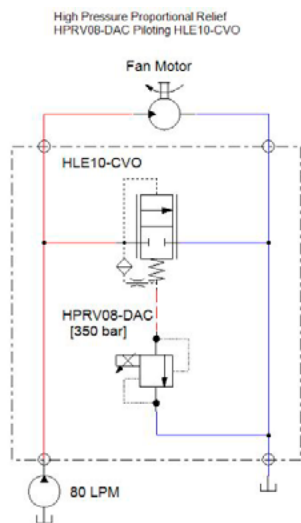 High Pressure Proportional Relief
HPRV08-DAC Piloting HLE10-CVO
Fan Motor
HLE10-CVO
HPRV08-DAC
[350 bar]
80 LPM